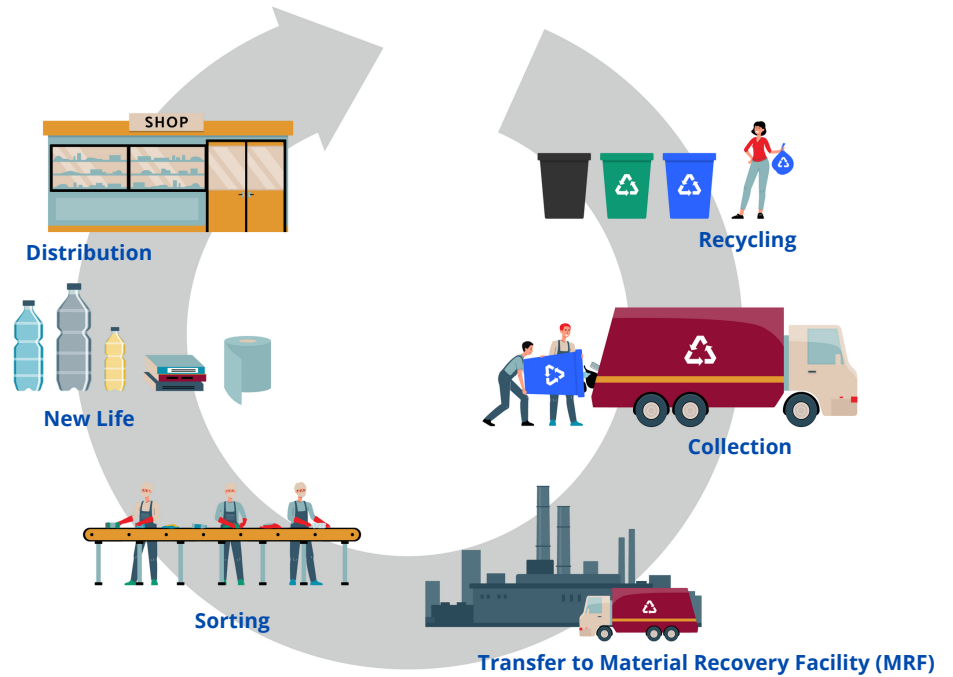 SHOP
Recycling
Distribution
Collection
New Life
Sorting
Transfer to Material Recovery Facility (MRF)